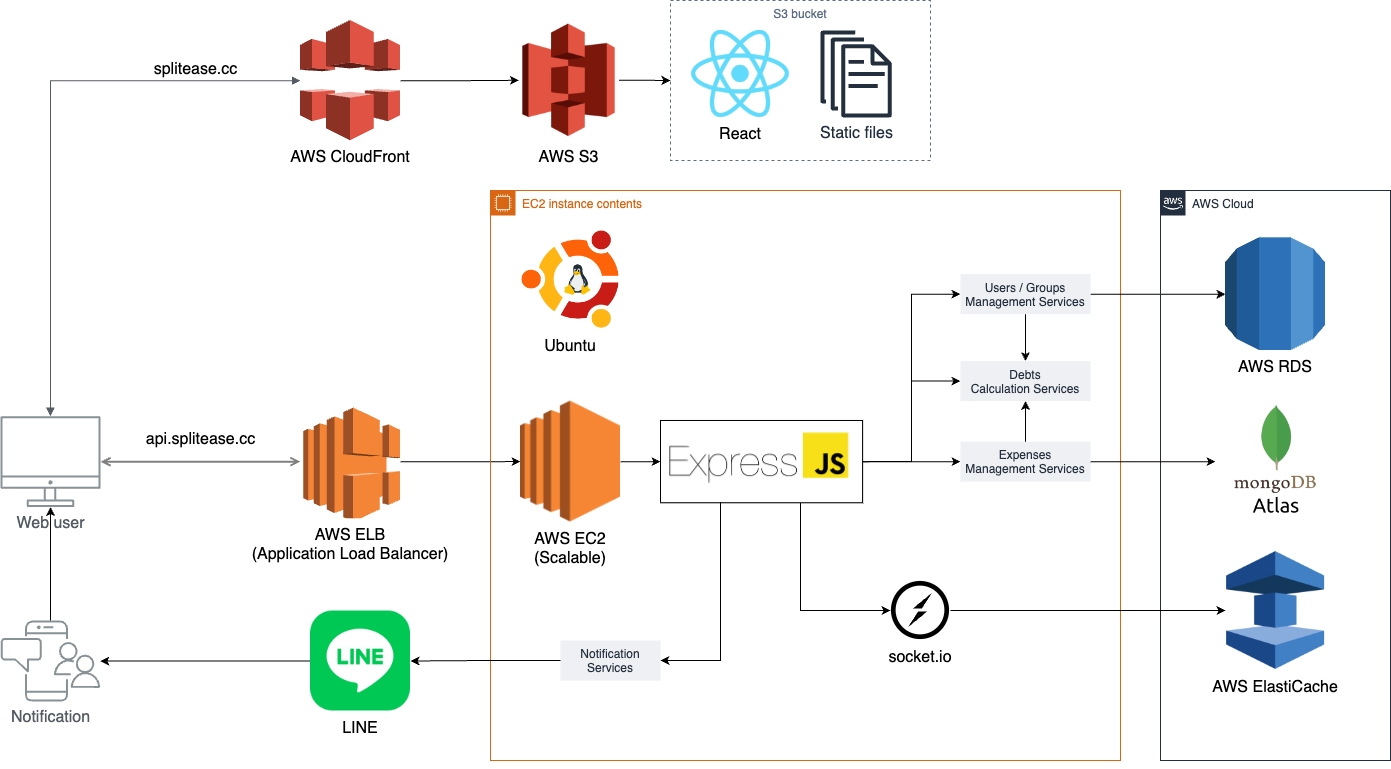 S3 bucket
splitease.cc
React
Static files
AWS CloudFront
AWS S3
EC2 instance contents
aws
AWS Cloud
Ubuntu
Users / Groups
Management Services
AWS RDS
Debts
Calculation Services
api.splitease.cc
Express
JS
Expenses
Management Services
mongoDB
Atlas
Web user
AWS ELB
(Application Load Balancer)
AWS EC2
(Scalable)
socket.io
AWS ElastiCache
Notification
Services
LINE
LINE
Notification